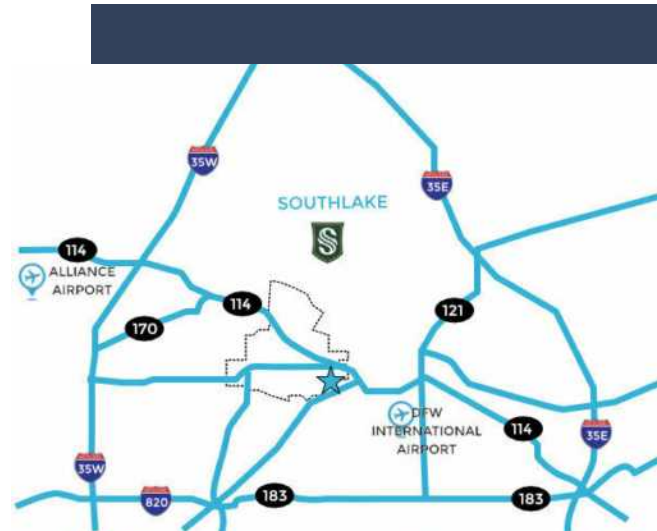 35W
35E
SOUTHLAKE
S
114
ALLIANCE
AIRPORT
114
121
170
DFW
INTERNATIONAL
AIRPORT
114
35E
35W
820
183
183